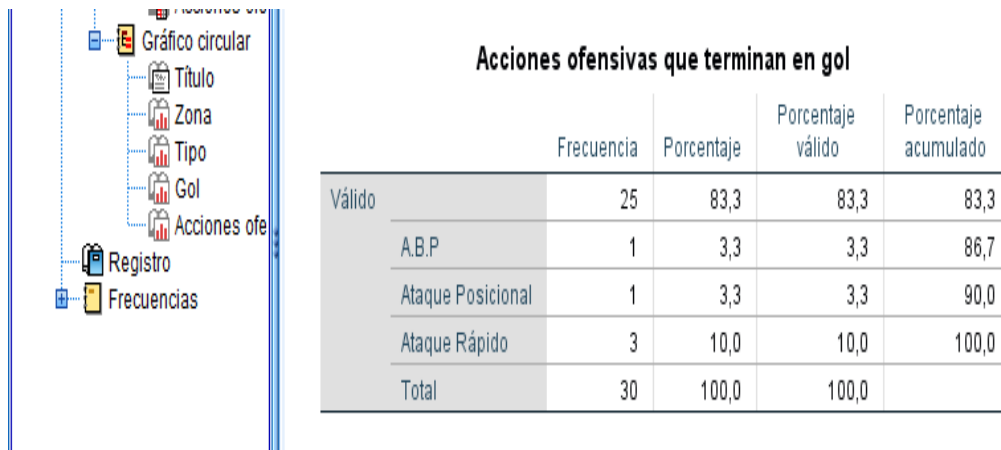 Gráfico circular
Título
Zona
Tipo
Gol
Acciones ofe
Registro
Frecuencias
Acciones ofensivas que terminan en gol
Frecuencia Porcentaje Porcentaje válido Porcentaje acumulado
Válido 25 83,3 83,3 83,3
A.B.P 1 3,3 3,3 86,7
Ataque Posicional 1 3,3 3,3 90,0
Ataque Rápido 3 10,0 10,0 100,0
Total 30 100,0 100,0